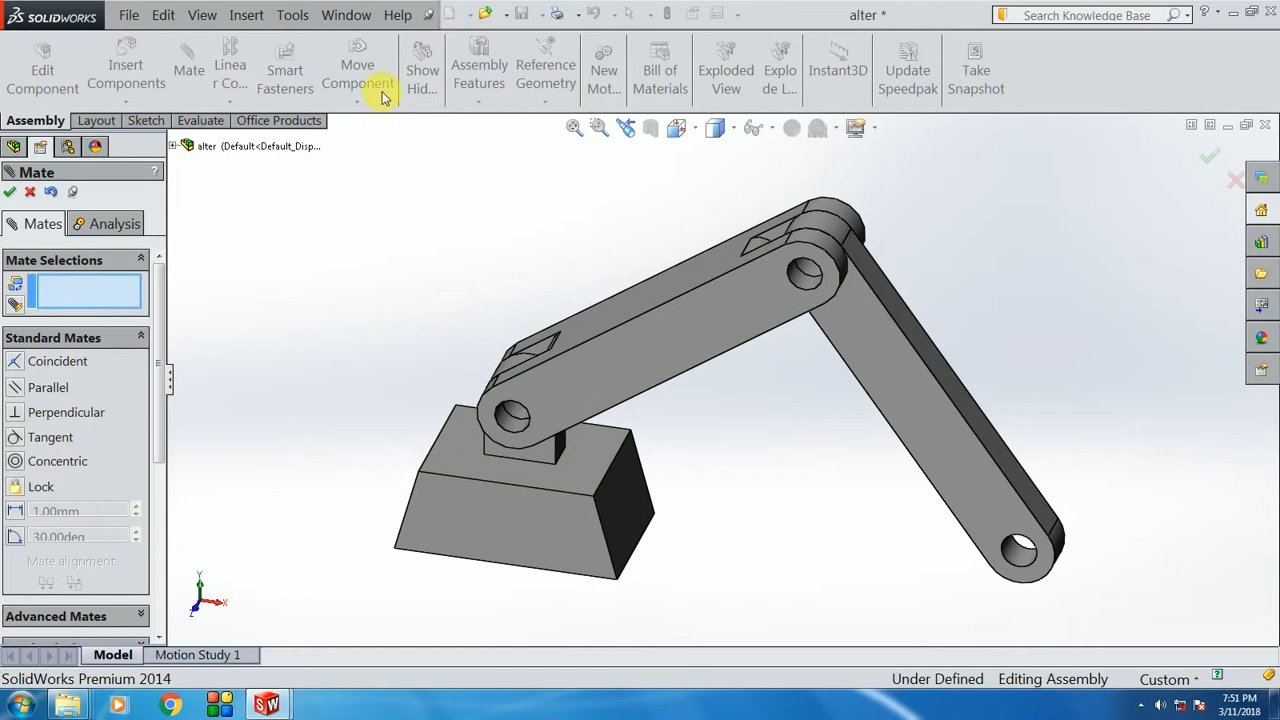 SOLIDWORKS File Edit View Insert Tools Window Help alter * Search Knowledge Base ?
Edit Component
Insert Components
Mate
Linea r Co...
Smart Fasteners
Move Component
Show Hid...
Assembly Features
Reference Geometry
New Mot...
Bill of Materials
Exploded View
Explo de L...
Instant3D
Update Speedpak
Take Snapshot
Assembly Layout Sketch Evaluate Office Products
alter (Default<Default_Disp...
Mate ?
Mates Analysis
Mate Selections
Standard Mates
Coincident
Parallel
Perpendicular
Tangent
Concentric
Lock
1.00mm
30.00deg
Mate alignment:
Advanced Mates
Y
X
Z
Model Motion Study 1
SolidWorks Premium 2014 Under Defined Editing Assembly Custom
7:51 PM
3/11/2018